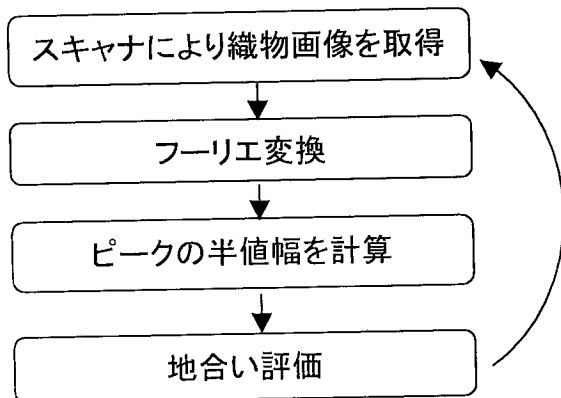 スキャナにより織物画像を取得
フーリエ変換
ピークの半値幅を計算
地合い評価